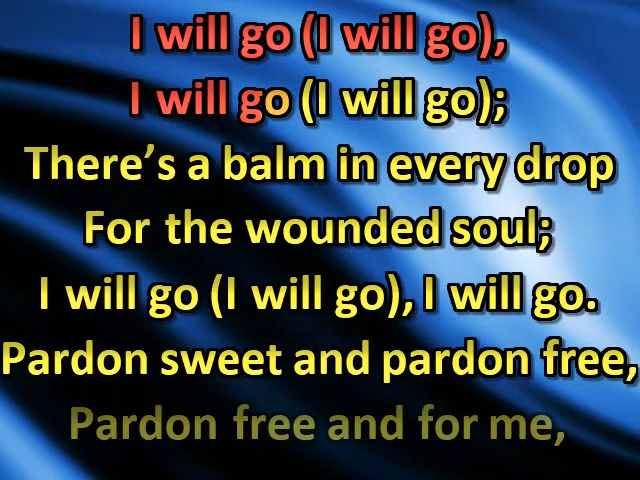 I will go (I will go),
I will go (I will go);
There's a balm in every drop
For the wounded soul;
I will go (I will go), I will go.
Pardon sweet and pardon free,
Pardon free and for me,